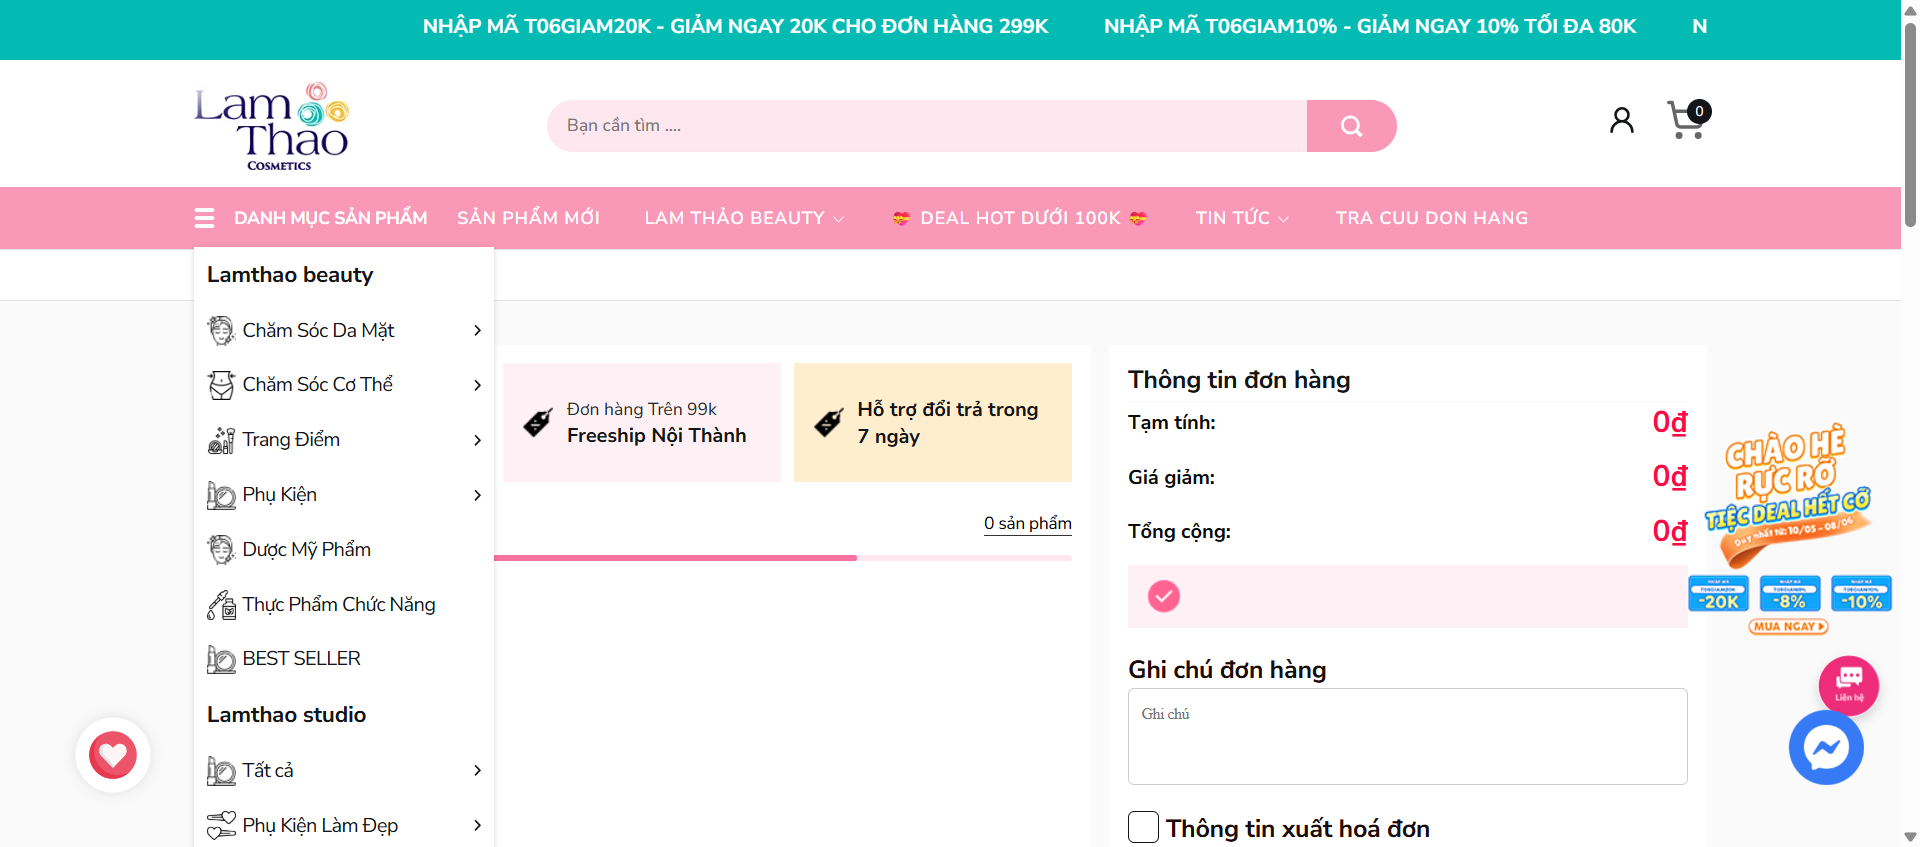 NHẬP MÃ T06GIAM20K - GIẢM NGAY 20K CHO ĐƠN HÀNG 299K
NHẬP MÃ T06GIAM10% - GIẢM NGAY 10% TỐI ĐA 80K
N
Lam Thao
COSMETICS
Bạn cần tìm ....
0
DANH MỤC SẢN PHẨM
SẢN PHẨM MỚI
LAM THẢO BEAUTY
DEAL HOT DƯỚI 100K
TIN TỨC
TRA CUU DON HANG
Lamthao beauty
Chăm Sóc Da Mặt
Chăm Sóc Cơ Thể
Trang Điểm
Phụ Kiện
Dược Mỹ Phẩm
Thực Phẩm Chức Năng
BEST SELLER
Lamthao studio
Tất cả
Phụ Kiện Làm Đẹp
Đơn hàng Trên 99k
Freeship Nội Thành
Hỗ trợ đổi trả trong
7 ngày
0 sản phẩm
Thông tin đơn hàng
Tạm tính:
0₫
Giá giảm:
0₫
Tổng cộng:
0₫
Ghi chú đơn hàng
Ghi chú
Thông tin xuất hoá đơn
CHÀO HÈ
RỰC RỠ
TIỆC DEAL HẾT CỠ
Duy nhất từ: 10/05 - 08/06
-20K
-8%
-10%
MUA NGAY
Liên hệ